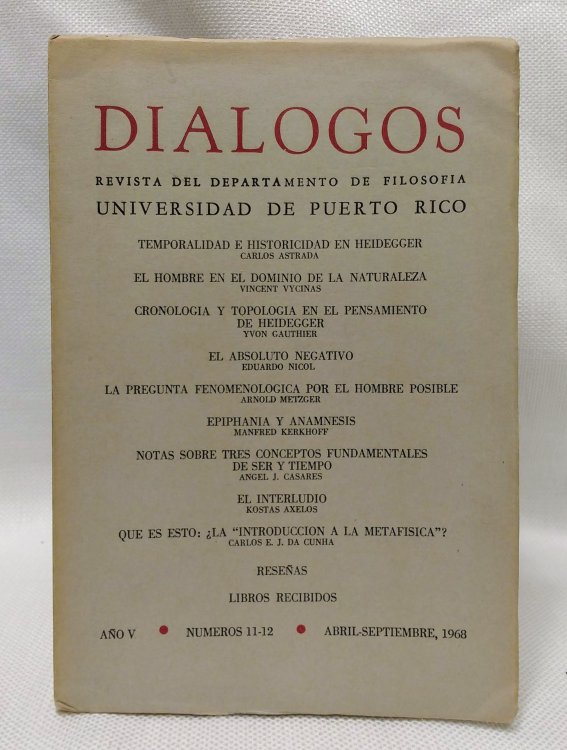 DIALOGOS
REVISTA DEL DEPARTAMENTO DE FILOSOFIA
UNIVERSIDAD DE PUERTO RICO
TEMPORALIDAD E HISTORICIDAD EN HEIDEGGER
CARLOS ASTRADA
EL HOMBRE EN EL DOMINIO DE LA NATURALEZA
VINCENT VYCINAS
CRONOLOGIA Y TOPOLOGIA EN EL PENSAMIENTO
DE HEIDEGGER
YVON GAUTHIER
EL ABSOLUTO NEGATIVO
EDUARDO NICOL
LA PREGUNTA FENOMENOLOGICA POR EL HOMBRE POSIBLE
ARNOLD METZGER
EPIPHANIA Y ANAMNESIS
MANFRED KERKHOFF
NOTAS SOBRE TRES CONCEPTOS FUNDAMENTALES
DE SER Y TIEMPO
ANGEL J. CASARES
EL INTERLUDIO
KOSTAS AXELOS
QUE ES ESTO: ¿LA "INTRODUCCION A LA METAFISICA"?
CARLOS E. J. DA CUNHA
RESEÑAS
LIBROS RECIBIDOS
AÑO V • NUMEROS 11-12 • ABRIL-SEPTIEMBRE, 1968